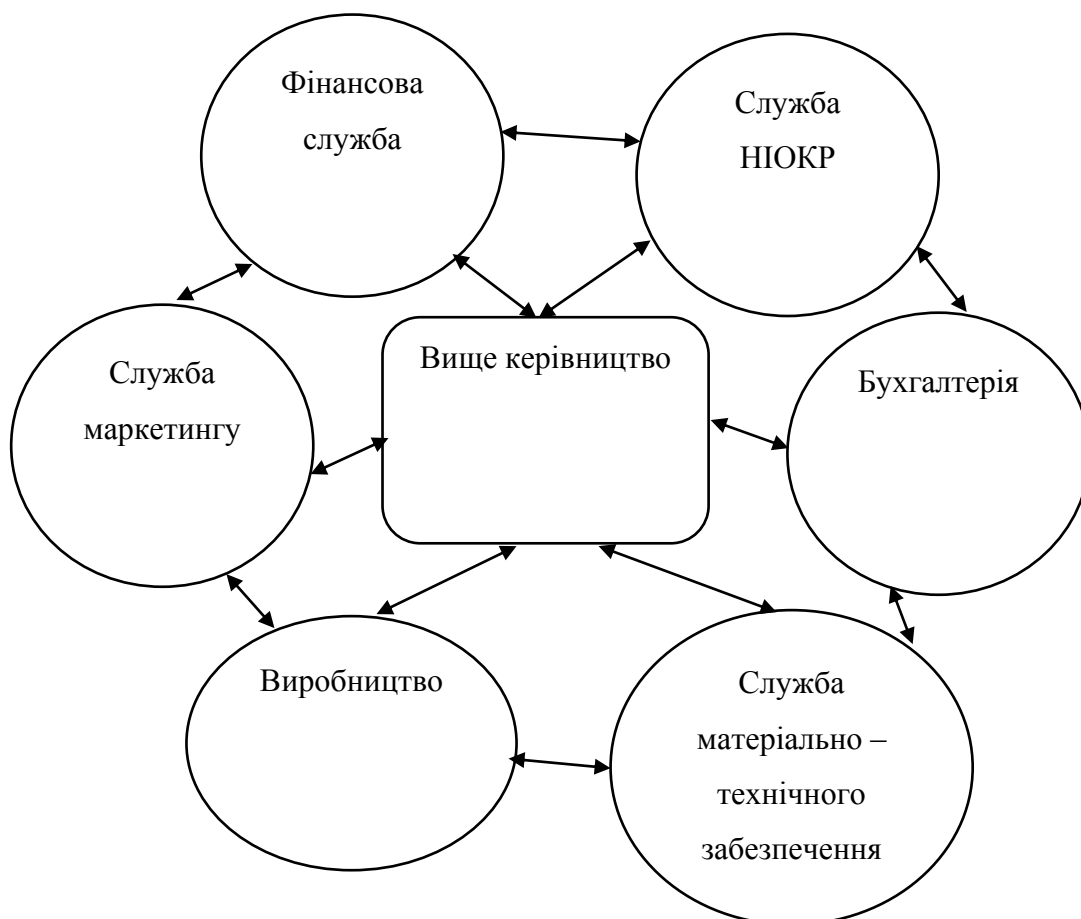 Фінансова
служба
Служба
НІОКР
Вище керівництво
Служба
маркетингу
Бухгалтерія
Виробництво
Служба
матеріально –
технічного
забезпечення